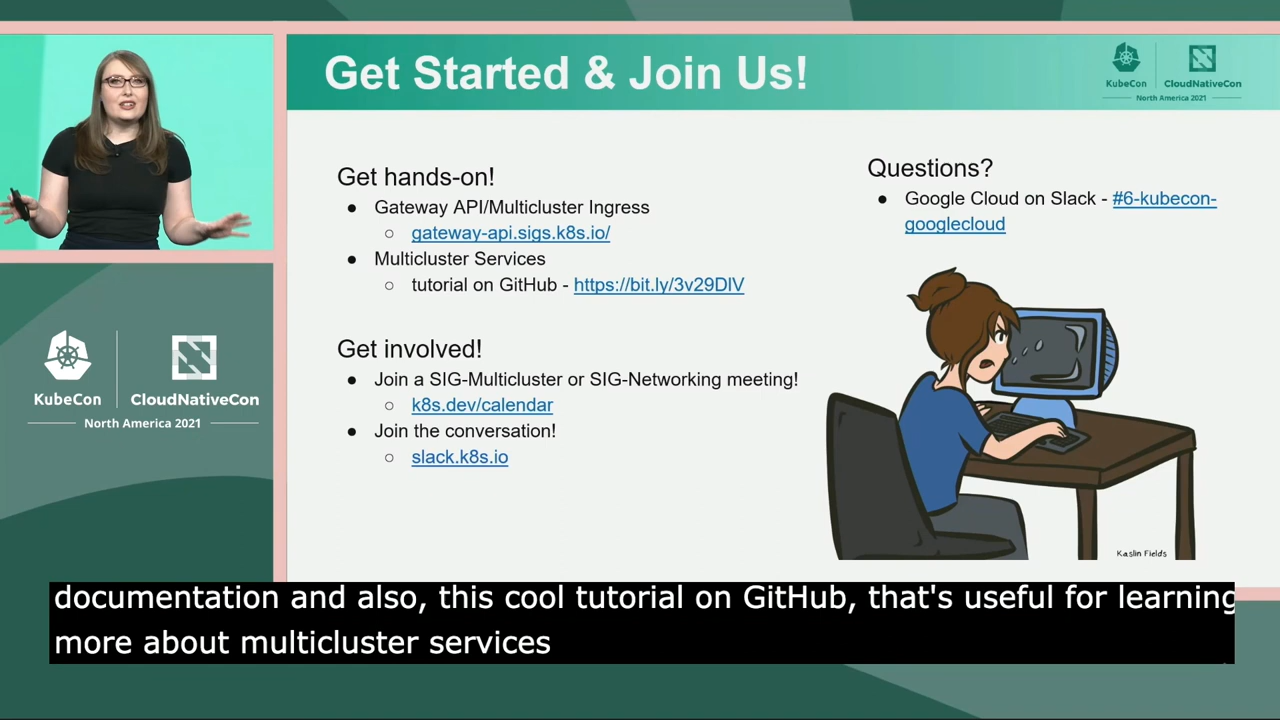 Get Started & Join Us!
KubeCon
CloudNativeCon
North America 2021
Get hands-on!
● Gateway API/Multicluster Ingress
○ gateway-api.sigs.k8s.io/
● Multicluster Services
○ tutorial on GitHub - https://bit.ly/3v29DlV
Get involved!
● Join a SIG-Multicluster or SIG-Networking meeting!
○ k8s.dev/calendar
● Join the conversation!
○ slack.k8s.io
Questions?
● Google Cloud on Slack - #6-kubecon-
googlecloud
Kaslin Fields
KubeCon
CloudNativeCon
North America 2021
documentation and also, this cool tutorial on GitHub, that's useful for learning
more about multicluster services